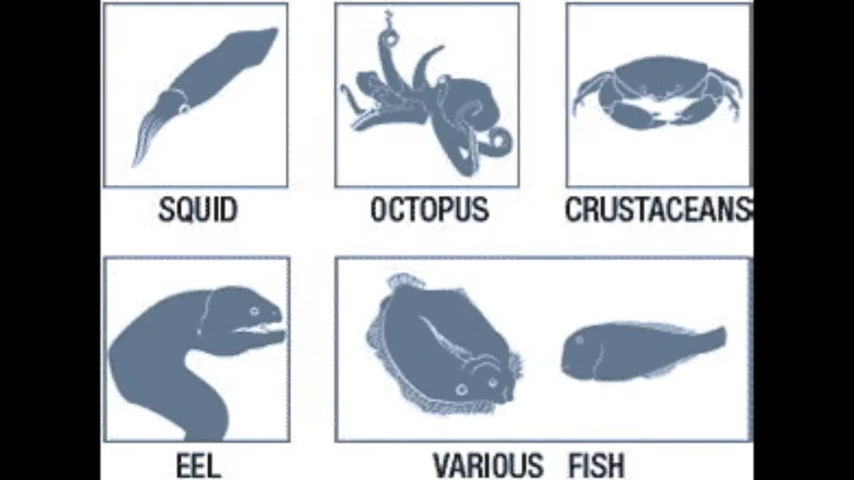 SQUID
OCTOPUS
CRUSTACEANS
EEL
VARIOUS FISH